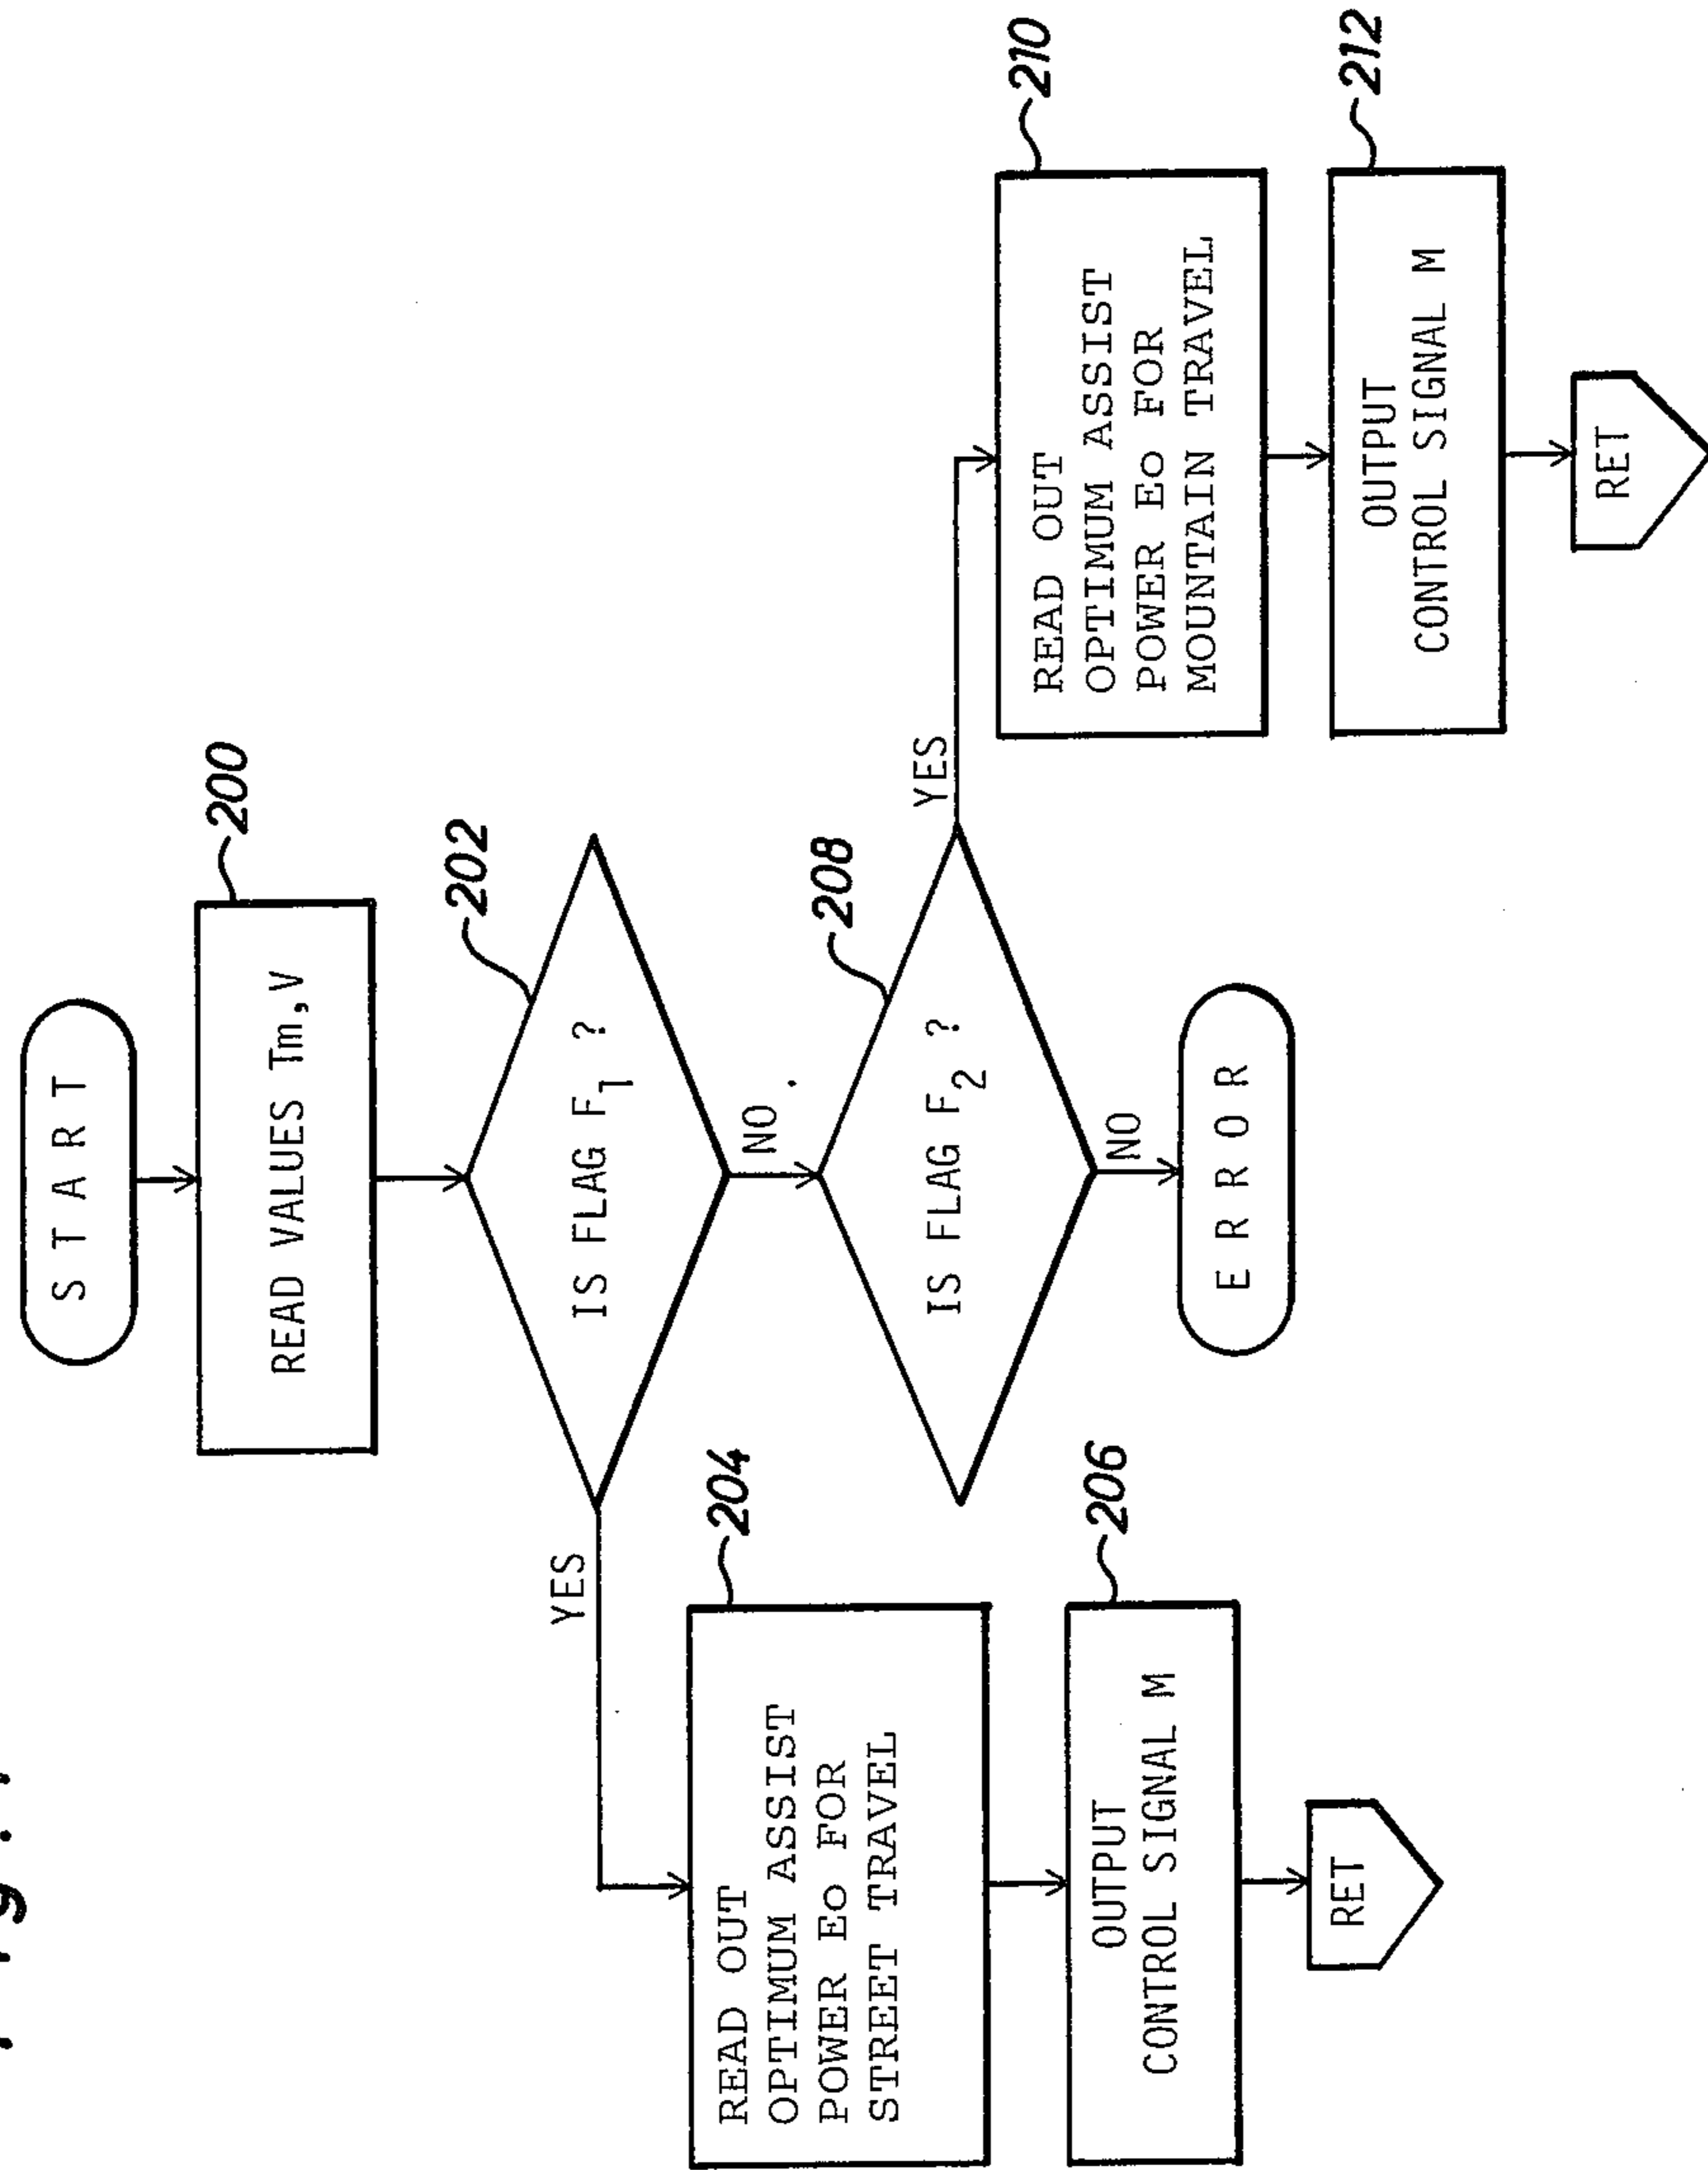 START
200
READ VALUES Tm,V
202
IS FLAG F1 ?
YES
NO
204
READ OUT
OPTIMUM ASSIST
POWER Eo FOR
STREET TRAVEL
206
OUTPUT
CONTROL SIGNAL M
RET
208
IS FLAG F2 ?
YES
NO
ERROR
210
READ OUT
OPTIMUM ASSIST
POWER Eo FOR
MOUNTAIN TRAVEL
212
OUTPUT
CONTROL SIGNAL M
RET